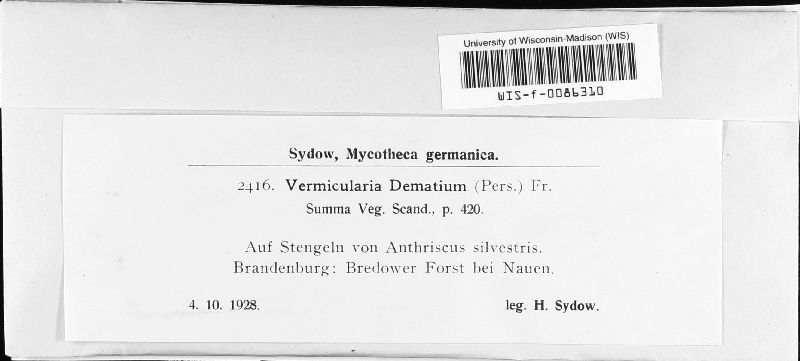 University of Wisconsin-Madison (WIS)
WIS-f-0086310
Sydow, Mycotheca germanica.
2416. Vermicularia Dematium (Pers.) Fr.
Summa Veg. Scand., p. 420.
Auf Stengeln von Anthriscus silvestris.
Brandenburg: Bredower Forst bei Nauen.
4. 10. 1928. leg. H. Sydow.